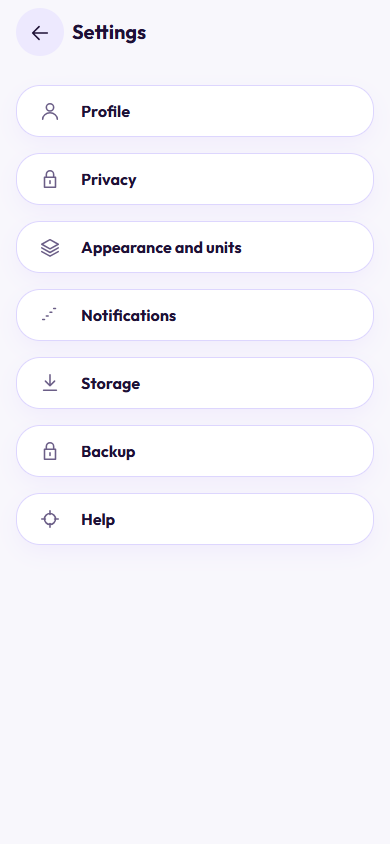 Settings
Profile
Privacy
Appearance and units
Notifications
Storage
Backup
Help